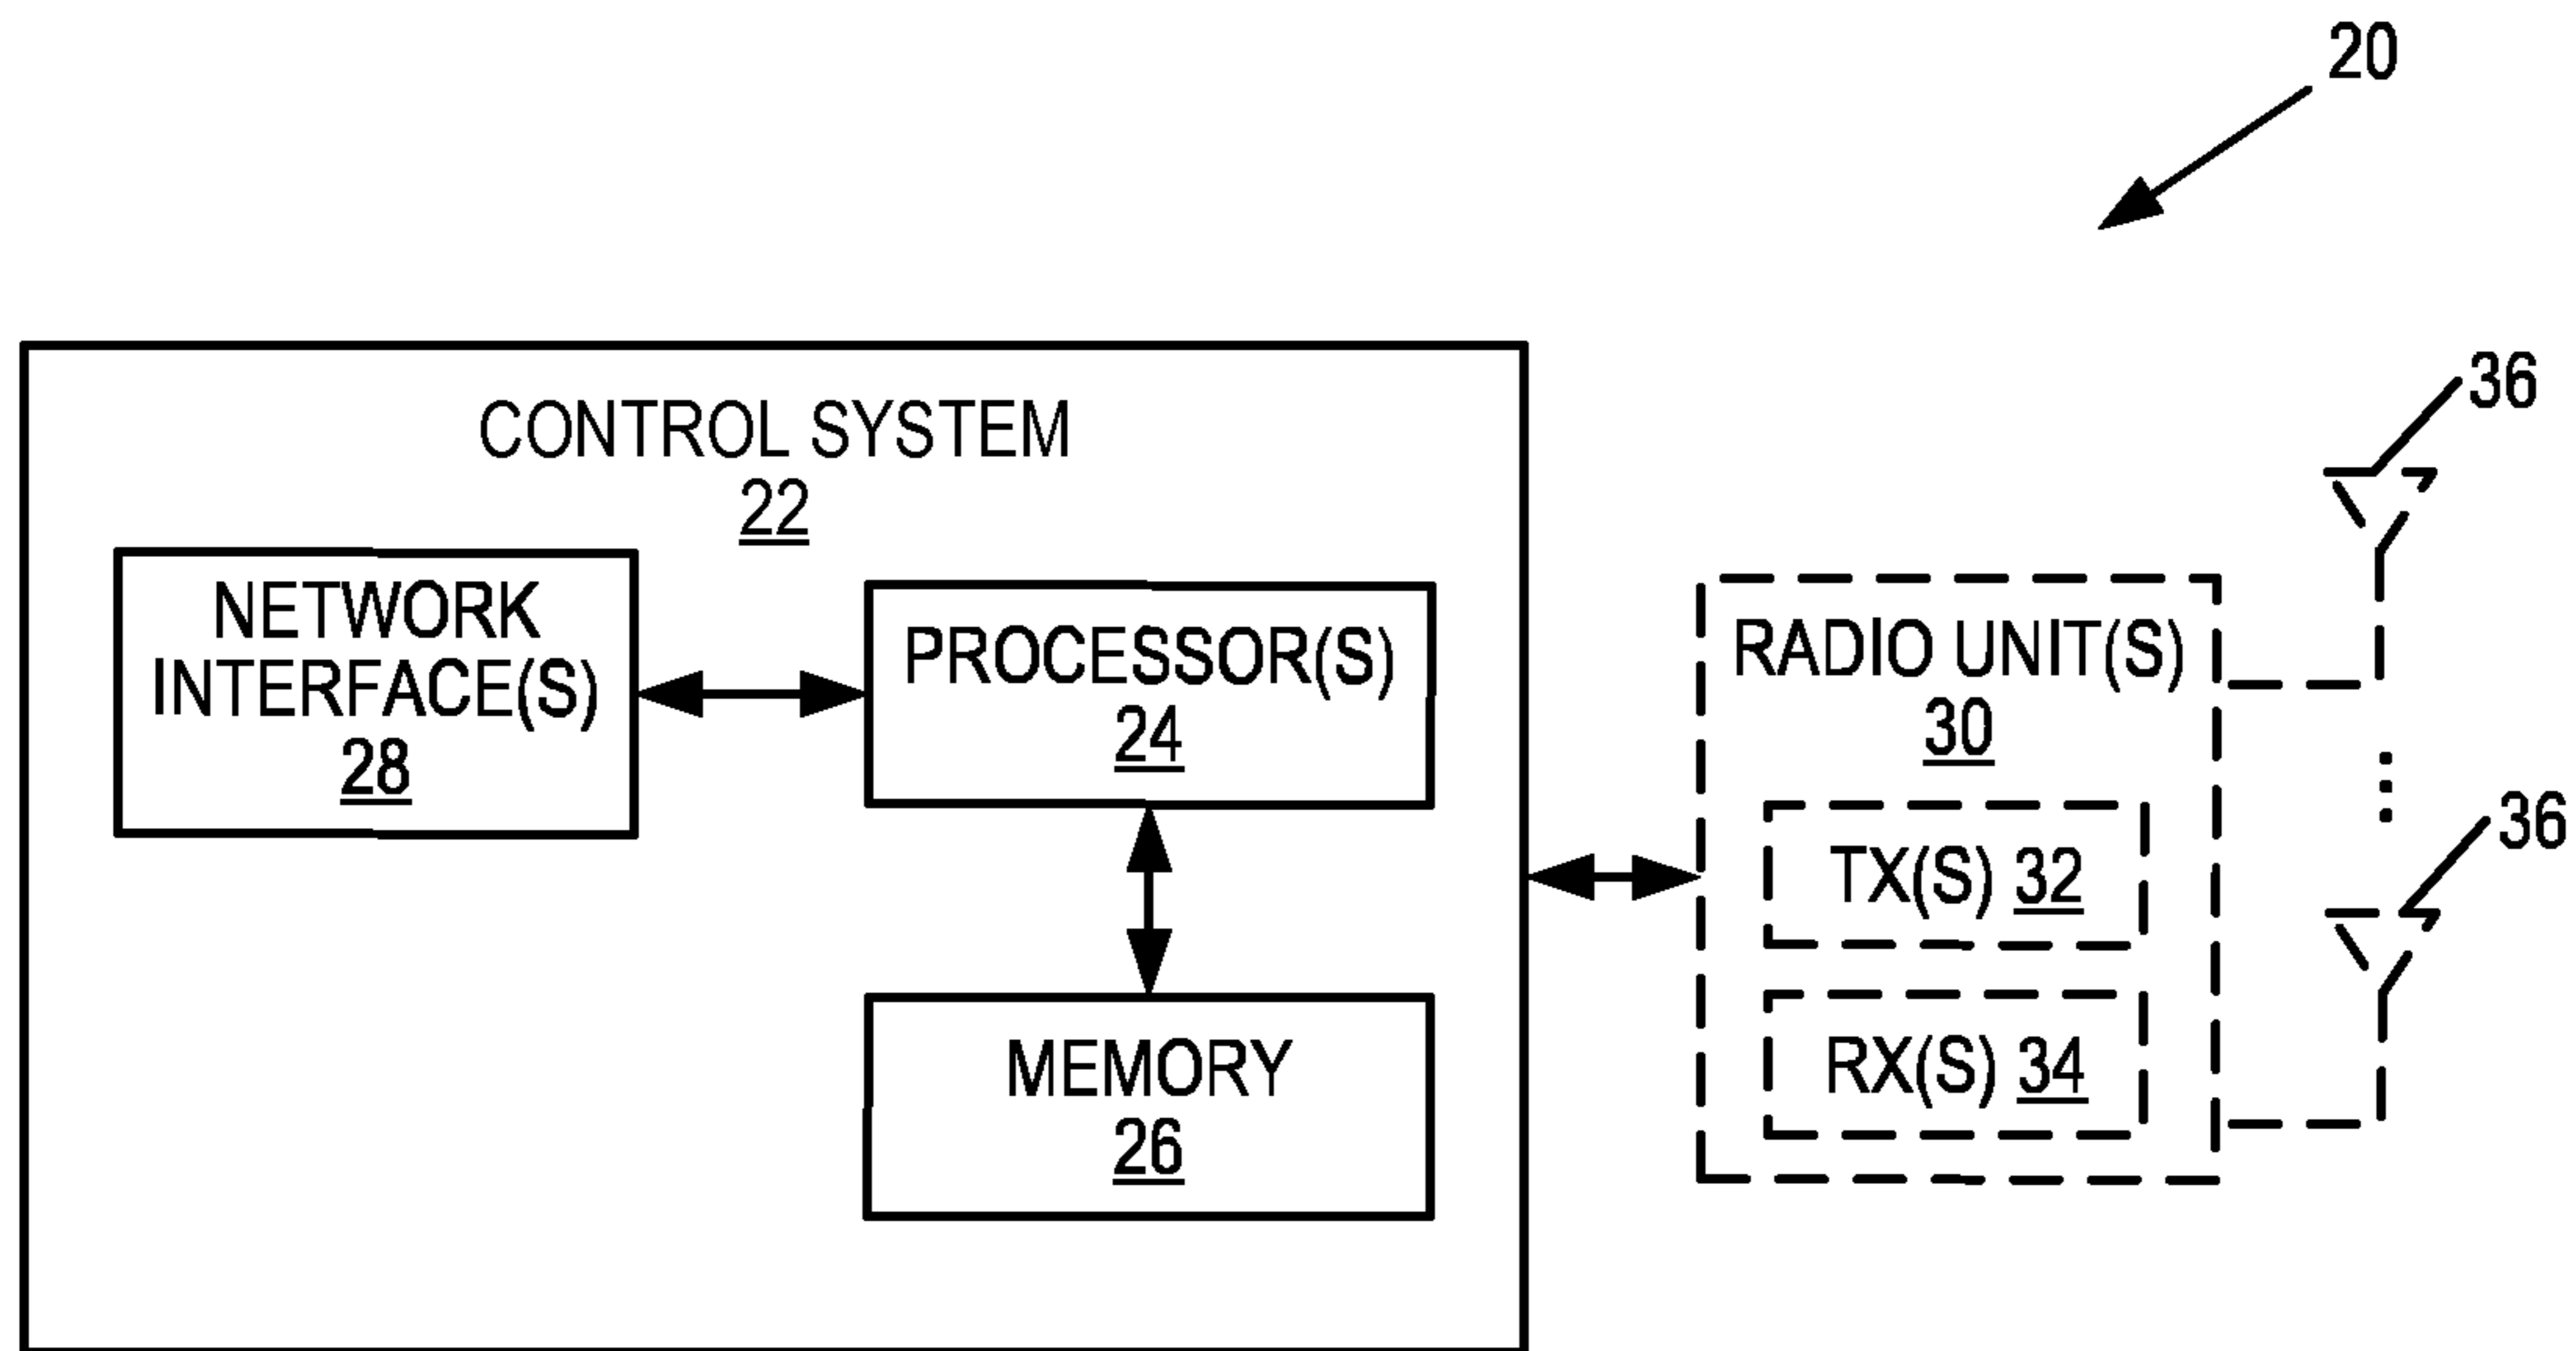 20
CONTROL SYSTEM
22
NETWORK
INTERFACE(S)
28
PROCESSOR(S)
24
MEMORY
26
RADIO UNIT(S)
30
TX(S) 32
RX(S) 34
36
36